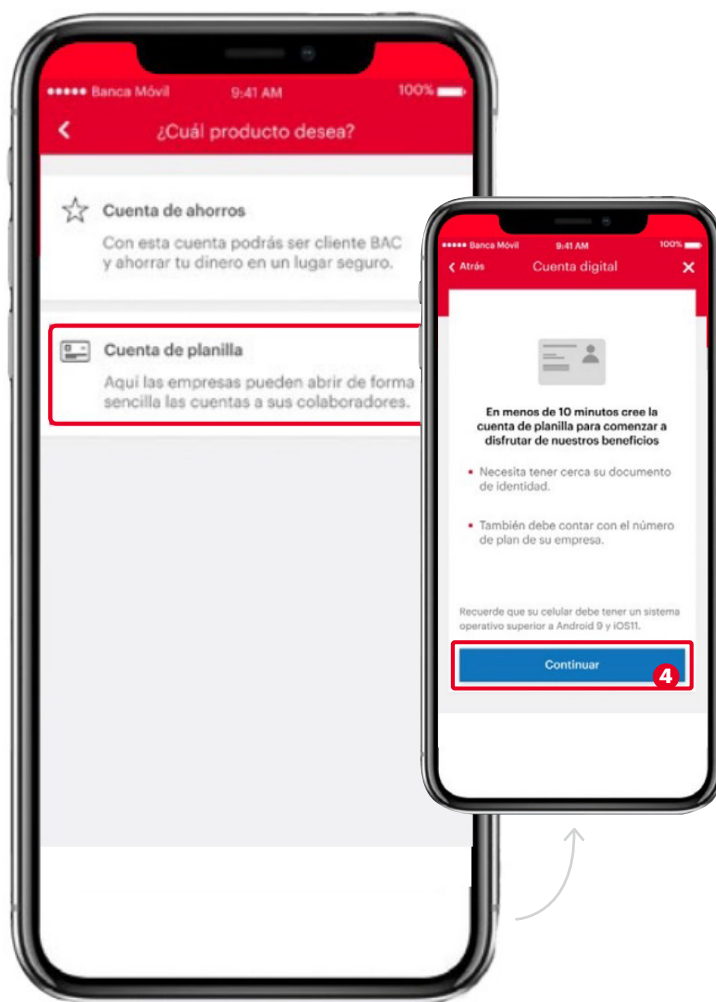 Banca Móvil 9:41 AM 100%
¿Cuál producto desea?
Cuenta de ahorros
Con esta cuenta podrás ser cliente BAC
y ahorrar tu dinero en un lugar seguro.
Cuenta de planilla
Aquí las empresas pueden abrir de forma
sencilla las cuentas a sus colaboradores.
Banca Móvil 9:41 AM 100%
Atrás Cuenta digital
En menos de 10 minutos cree la
cuenta de planilla para comenzar a
disfrutar de nuestros beneficios
Necesita tener cerca su documento
de identidad.
También debe contar con el número
de plan de su empresa.
Recuerde que su celular debe tener un sistema
operativo superior a Android 9 y iOS11.
Continuar
4